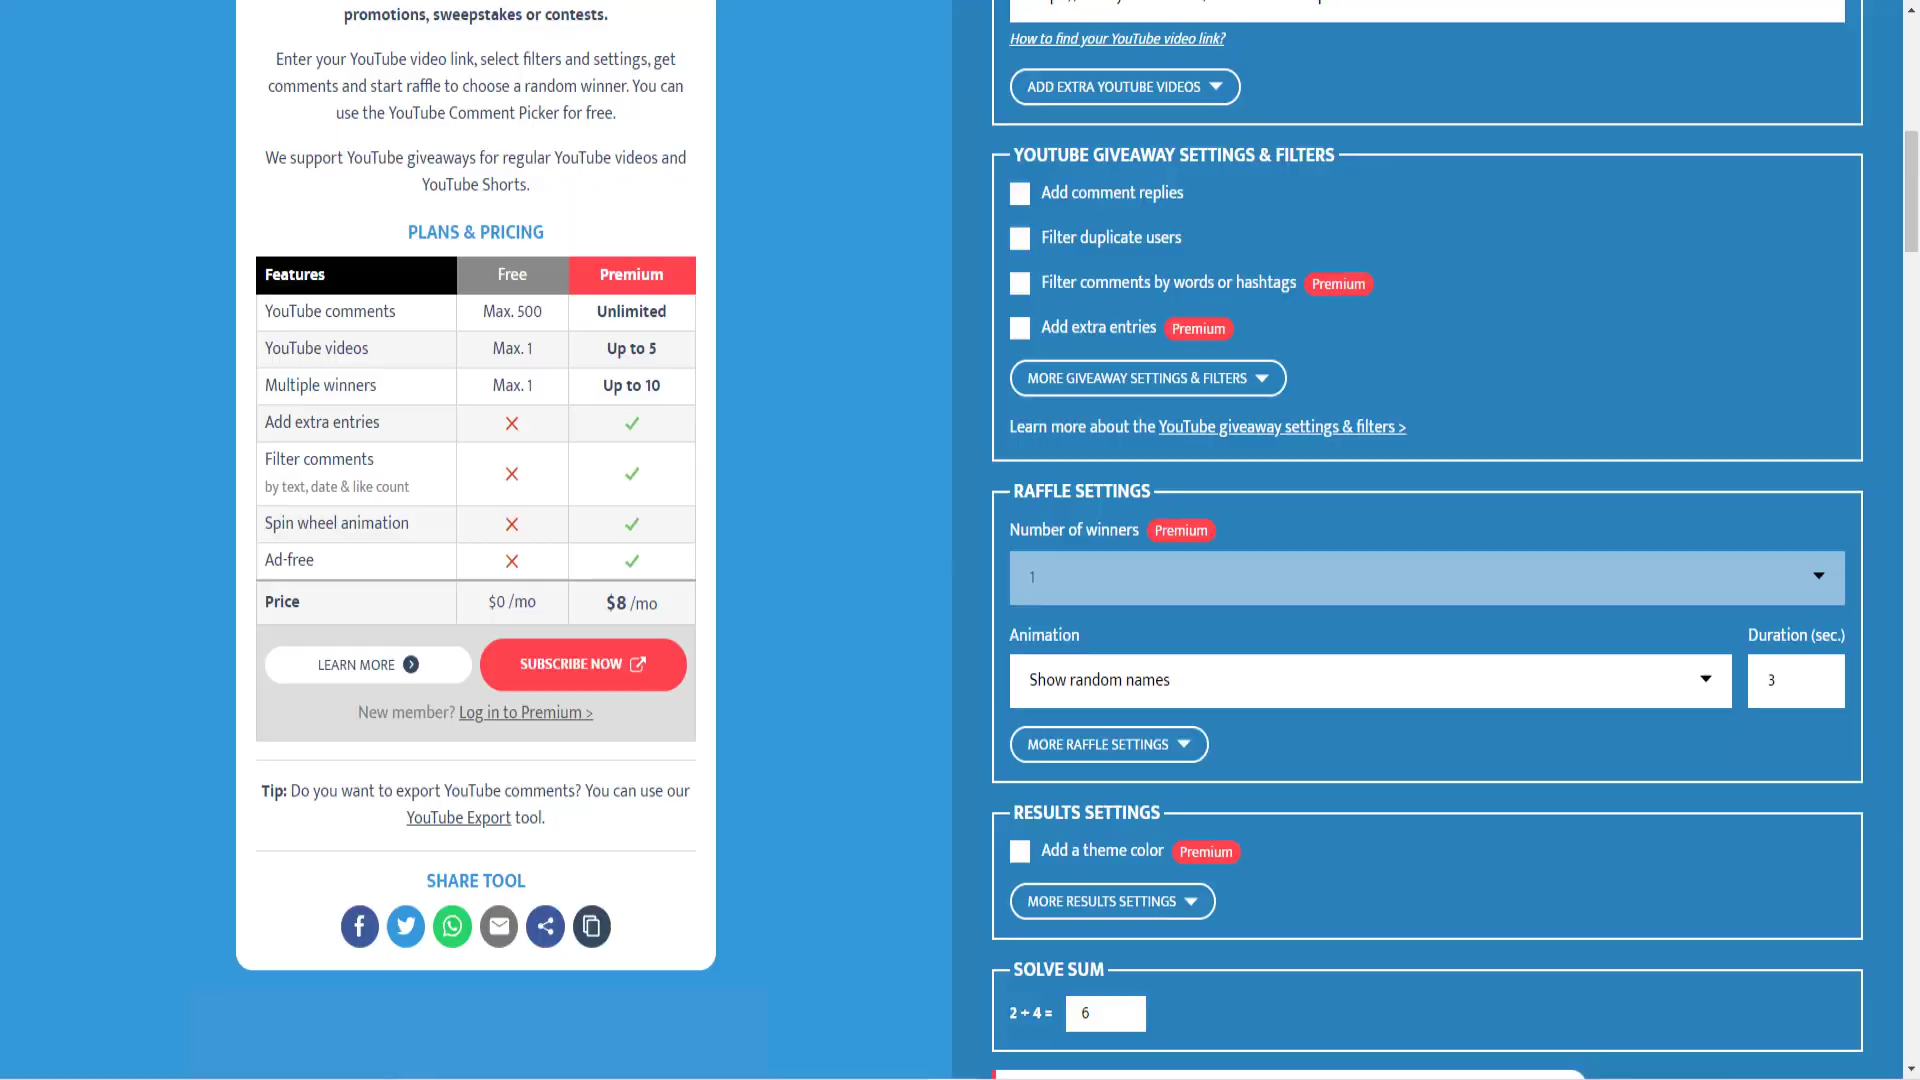 promotions, sweepstakes or contests.
Enter your YouTube video link, select filters and settings, get
comments and start raffle to choose a random winner. You can
use the YouTube Comment Picker for free.
We support YouTube giveaways for regular YouTube videos and
YouTube Shorts.
PLANS & PRICING
Features Free Premium
YouTube comments Max. 500 Unlimited
YouTube videos Max. 1 Up to 5
Multiple winners Max. 1 Up to 10
Add extra entries
Filter comments
by text, date & like count
Spin wheel animation
Ad-free
Price $0 /mo $8 /mo
LEARN MORE SUBSCRIBE NOW
New member? Log in to Premium >
Tip: Do you want to export YouTube comments? You can use our
YouTube Export tool.
SHARE TOOL
How to find your YouTube video link?
ADD EXTRA YOUTUBE VIDEOS
YOUTUBE GIVEAWAY SETTINGS & FILTERS
Add comment replies
Filter duplicate users
Filter comments by words or hashtags Premium
Add extra entries Premium
MORE GIVEAWAY SETTINGS & FILTERS
Learn more about the YouTube giveaway settings & filters >
RAFFLE SETTINGS
Number of winners Premium
1
Animation Duration (sec.)
Show random names 3
MORE RAFFLE SETTINGS
RESULTS SETTINGS
Add a theme color Premium
MORE RESULTS SETTINGS
SOLVE SUM
2 + 4 = 6